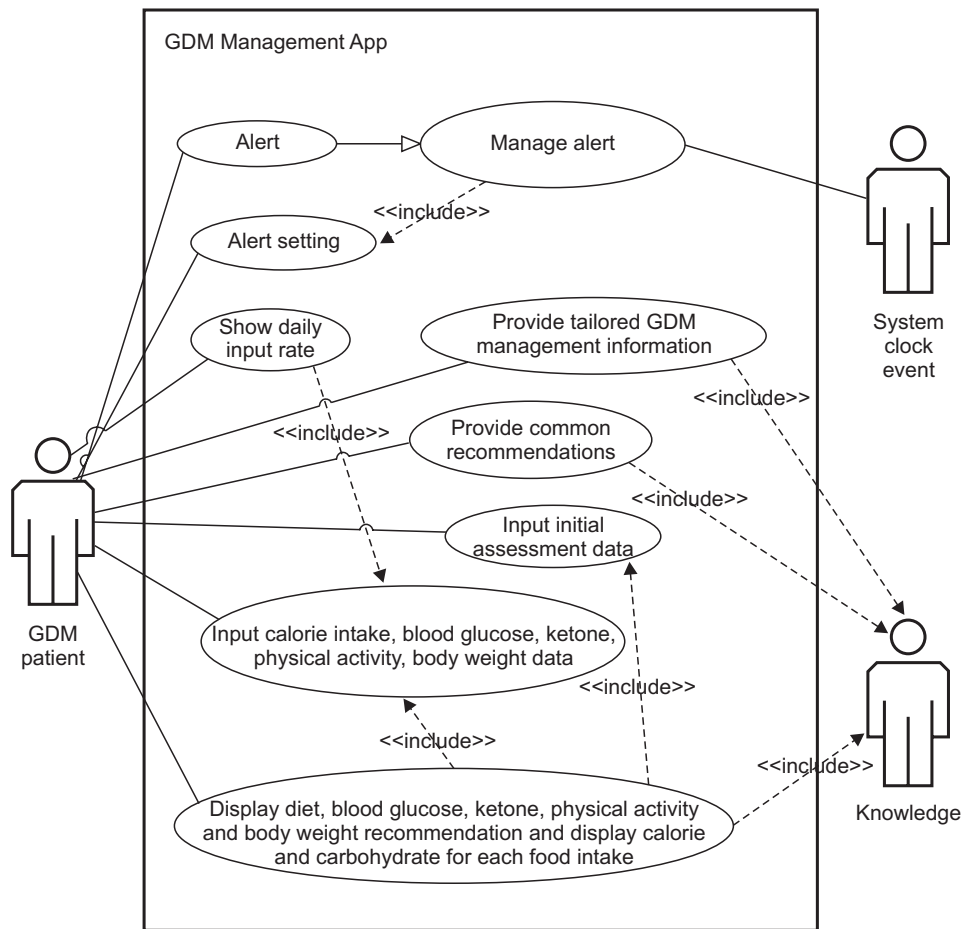 GDM Management App
Alert
Manage alert
<<include>>
Alert setting
Show daily
input rate
Provide tailored GDM
management information
System
clock
event
<<include>>
<<include>>
Provide common
recommendations
<<include>>
Input initial
assessment data
GDM
patient
Input calorie intake, blood glucose, ketone,
physical activity, body weight data
<<include>>
<<include>>
<<include>>
Knowledge
Display diet, blood glucose, ketone, physical activity
and body weight recommendation and display calorie
and carbohydrate for each food intake